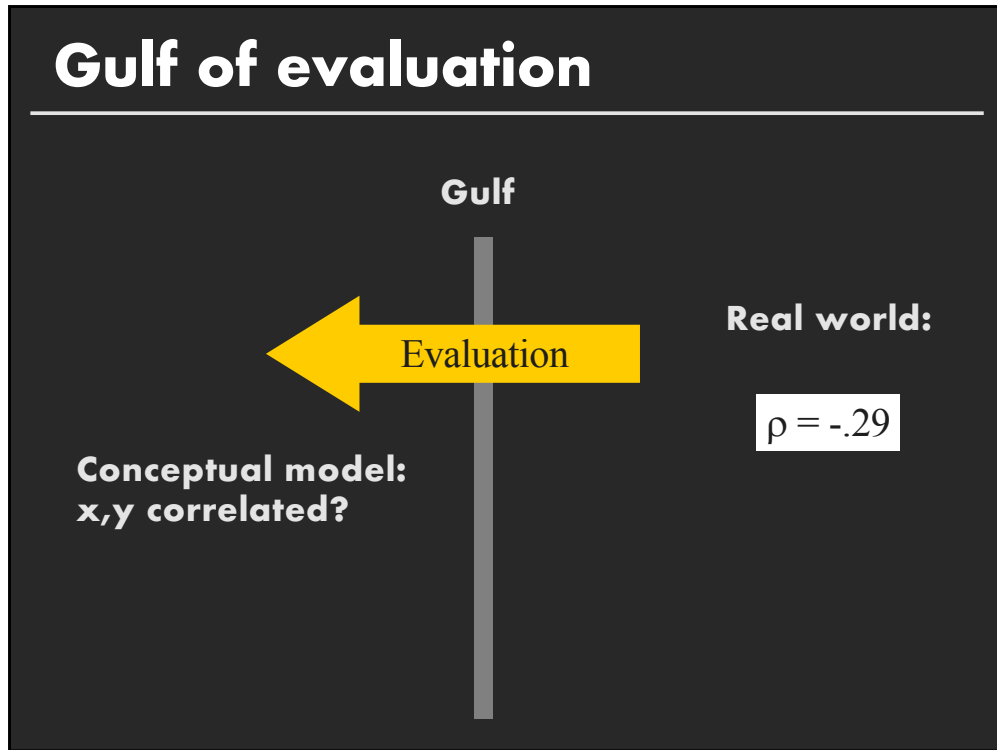 Gulf of evaluation
Gulf
Real world:
Evaluation
ρ = -.29
Conceptual model:
x,y correlated?